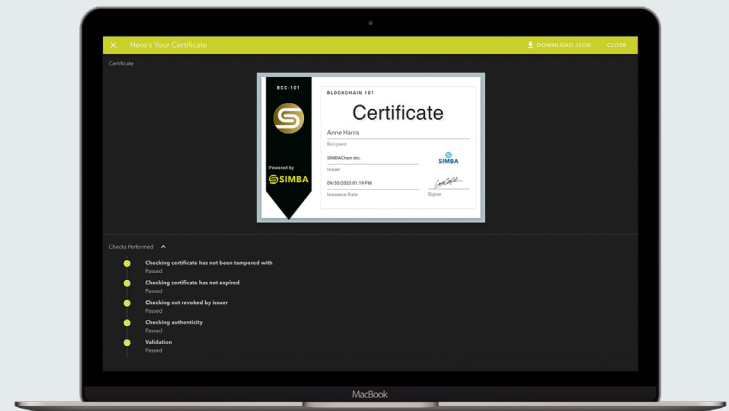 Here's Your Certificate
DOWNLOAD JSON
CLOSE
Certificate
BCC-101
Powered by
SIMBA
BLOCKCHAIN 101
Certificate
Anne Harris
Recipient
SIMBAChain Inc.
Issuer
SIMBA
09/30/2020 01:19 PM
Issuance Date
Signer
Checks Performed
Checking certificate has not been tampered with
Passed
Checking certificate has not expired
Passed
Checking not revoked by issuer
Passed
Checking authenticity
Passed
Validation
Passed
MacBook